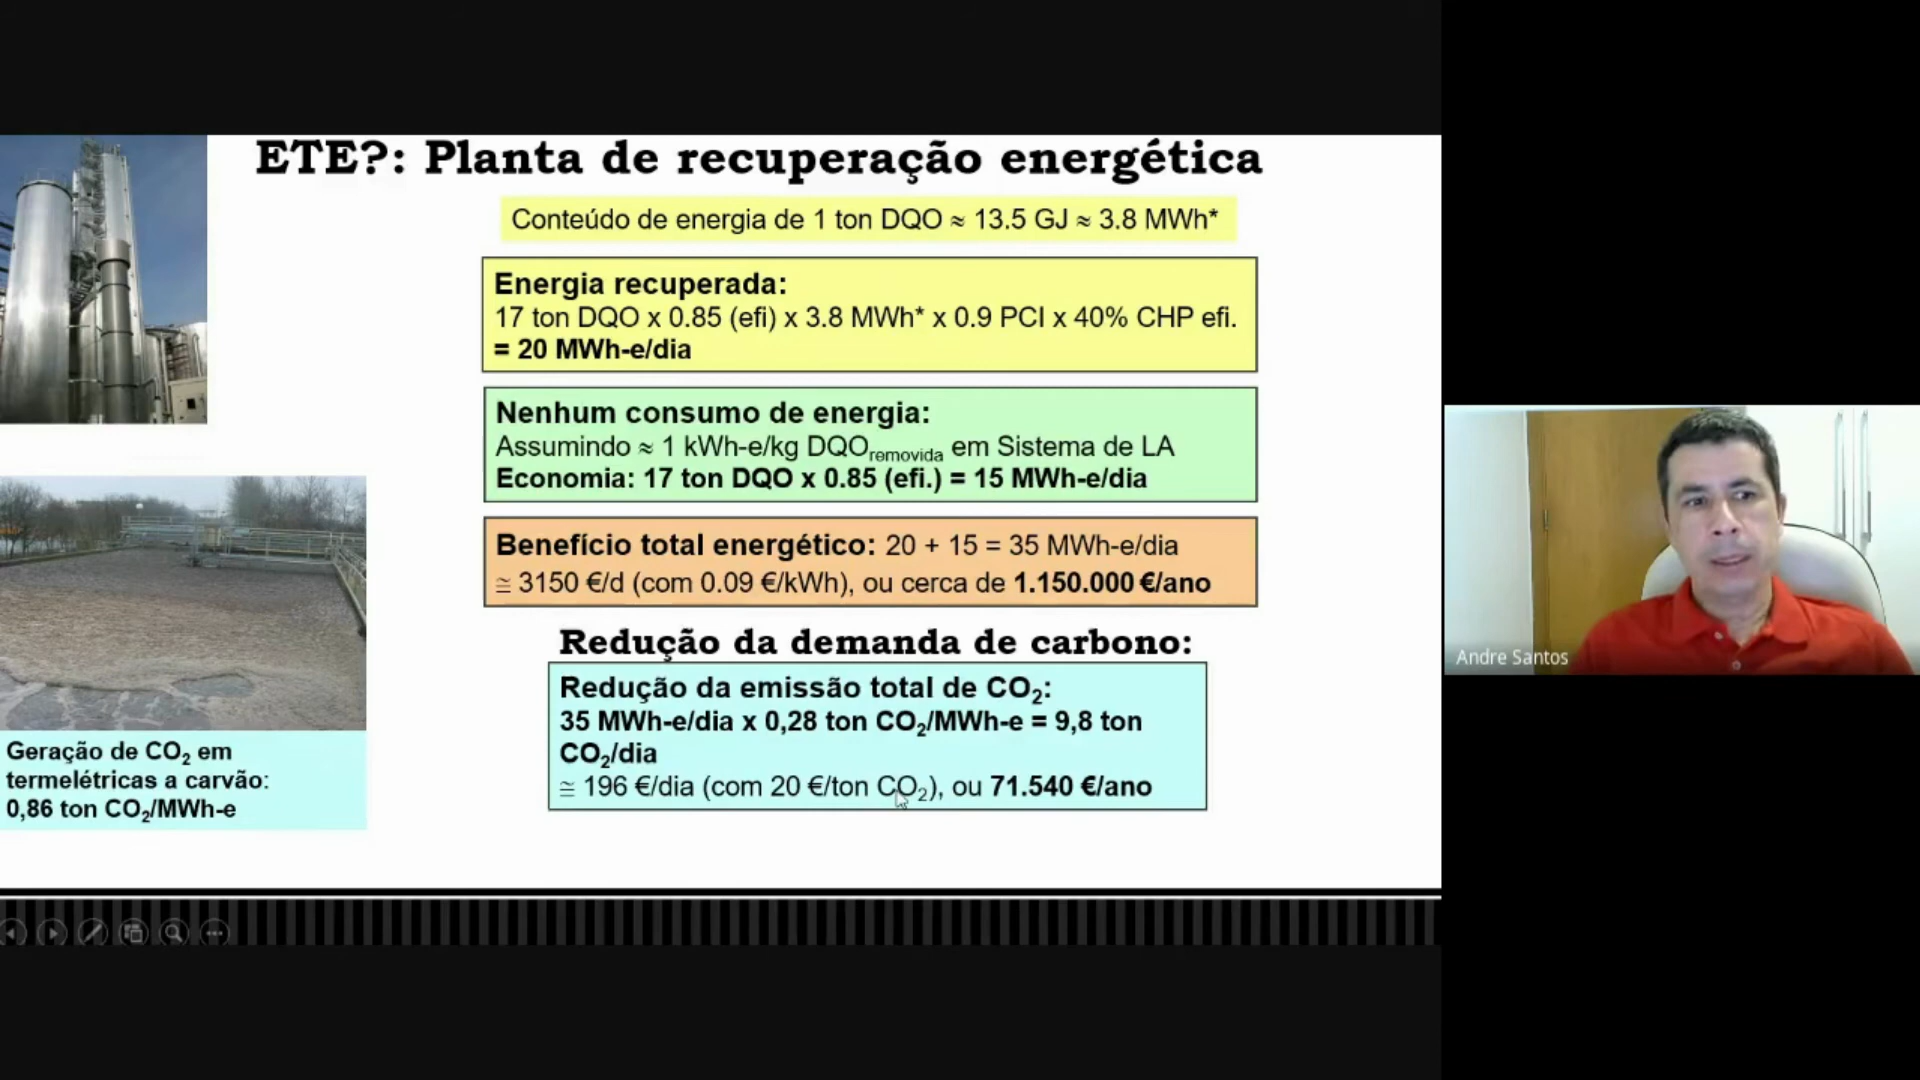 ETE?: Planta de recuperação energética
Conteúdo de energia de 1 ton DQO ≈ 13.5 GJ ≈ 3.8 MWh*
Energia recuperada:
17 ton DQO x 0.85 (efi) x 3.8 MWh* x 0.9 PCI x 40% CHP efi.
= 20 MWh-e/dia
Nenhum consumo de energia:
Assumindo ≈ 1 kWh-e/kg DQOremovida em Sistema de LA
Economia: 17 ton DQO x 0.85 (efi.) = 15 MWh-e/dia
Benefício total energético: 20 + 15 = 35 MWh-e/dia
≅ 3150 €/d (com 0.09 €/kWh), ou cerca de 1.150.000 €/ano
Redução da demanda de carbono:
Redução da emissão total de CO₂:
35 MWh-e/dia x 0,28 ton CO₂/MWh-e = 9,8 ton
CO₂/dia
≅ 196 €/dia (com 20 €/ton CO₂), ou 71.540 €/ano
Geração de CO₂ em
termelétricas a carvão:
0,86 ton CO₂/MWh-e
Andre Santos